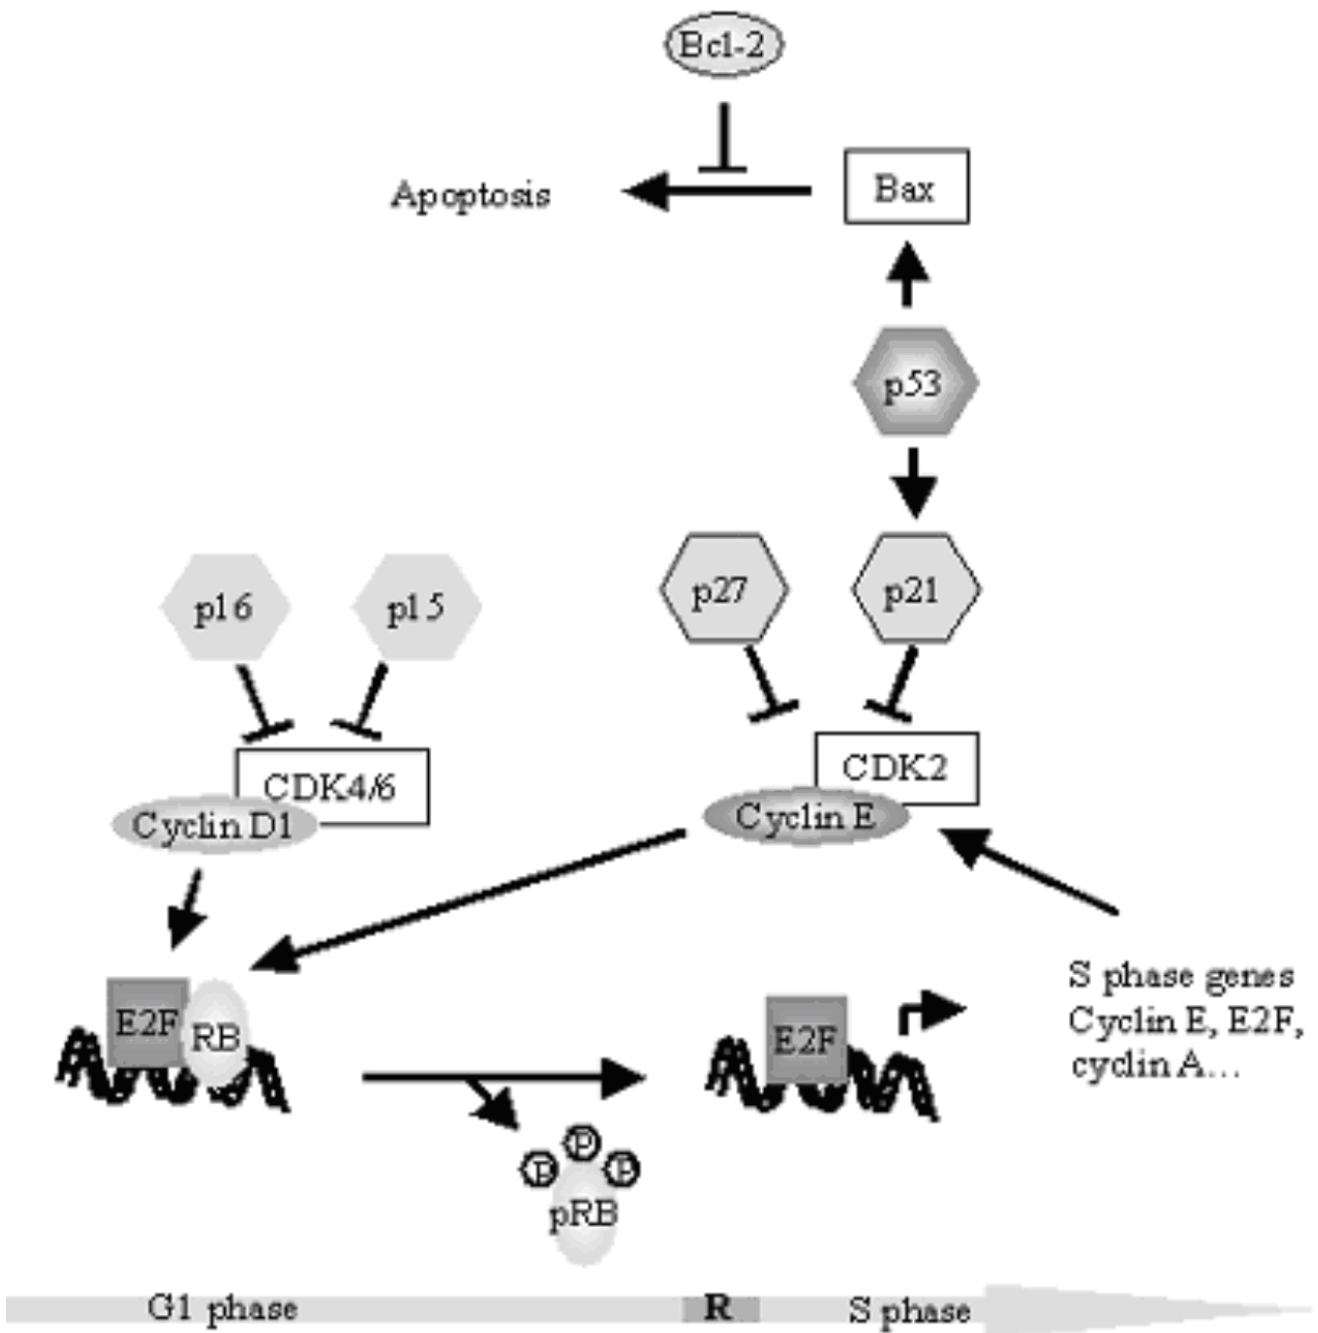 Bcl-2
Apoptosis
Bax
p53
p27
p21
p16
p15
CDK4/6
Cyclin D1
CDK2
Cyclin E
E2F
RB
E2F
S phase genes
Cyclin E, E2F,
cyclin A...
P
P
P
pRB
G1 phase
R
S phase